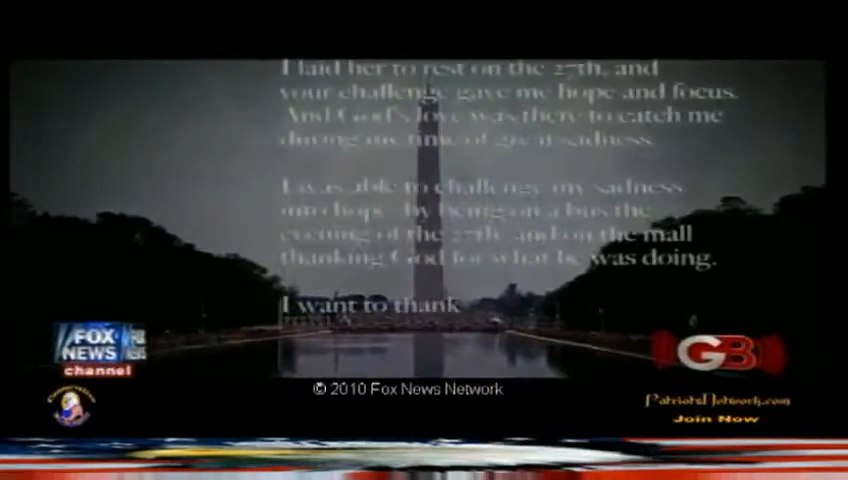 I laid her to rest on the 27th, and
your challenge gave me hope and focus.
And God's love was there to catch me
during me time of great sadness.
I was able to challenge my sadness
into hope, by being on a bus the
evening of the 27th, and on the mall
thanking God for what he was doing.
I want to thank
FOX
NEWS
channel
GB
© 2010 Fox News Network
PatriotsNetwork.com
Join Now